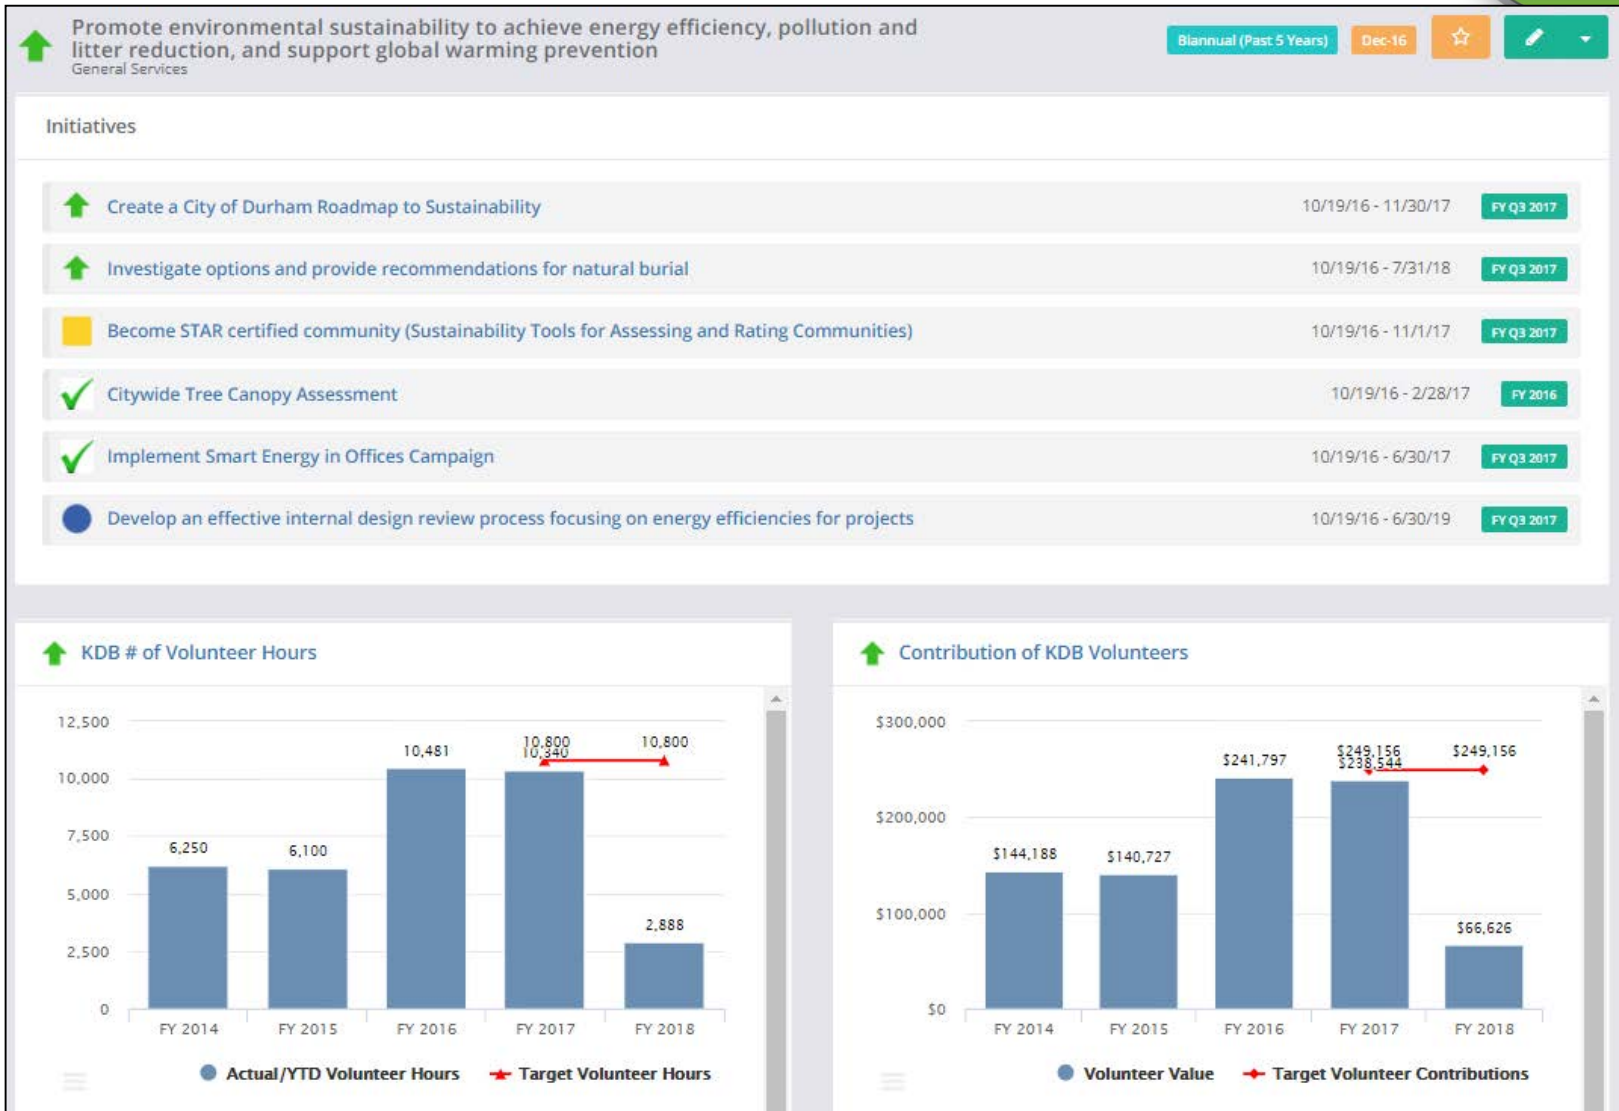 Promote environmental sustainability to achieve energy efficiency, pollution and
litter reduction, and support global warming prevention
General Services
Biannual (Past 5 Years)
Dec-16
Initiatives
Create a City of Durham Roadmap to Sustainability 10/19/16 - 11/30/17 FY Q3 2017
Investigate options and provide recommendations for natural burial 10/19/16 - 7/31/18 FY Q3 2017
Become STAR certified community (Sustainability Tools for Assessing and Rating Communities) 10/19/16 - 11/1/17 FY Q3 2017
Citywide Tree Canopy Assessment 10/19/16 - 2/28/17 FY 2016
Implement Smart Energy in Offices Campaign 10/19/16 - 6/30/17 FY Q3 2017
Develop an effective internal design review process focusing on energy efficiencies for projects 10/19/16 - 6/30/19 FY Q3 2017
KDB # of Volunteer Hours
12,500
10,000
7,500
5,000
2,500
0
6,250
6,100
10,481
10,800
10,340
10,800
2,888
FY 2014 FY 2015 FY 2016 FY 2017 FY 2018
Actual/YTD Volunteer Hours Target Volunteer Hours
Contribution of KDB Volunteers
$300,000
$200,000
$100,000
$0
$144,188
$140,727
$241,797
$249,156
$238,544
$249,156
$66,626
FY 2014 FY 2015 FY 2016 FY 2017 FY 2018
Volunteer Value Target Volunteer Contributions